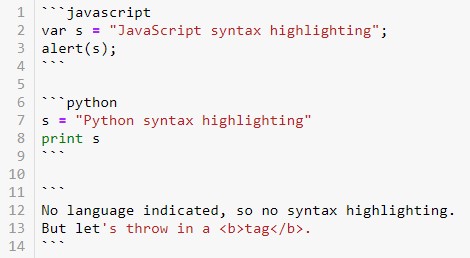 1 ```javascript
2 var s = "JavaScript syntax highlighting";
3 alert(s);
4 ```
5
6 ```python
7 s = "Python syntax highlighting"
8 print s
9 ```
10
11 ```
12 No language indicated, so no syntax highlighting.
13 But let's throw in a <b>tag</b>.
14 ```